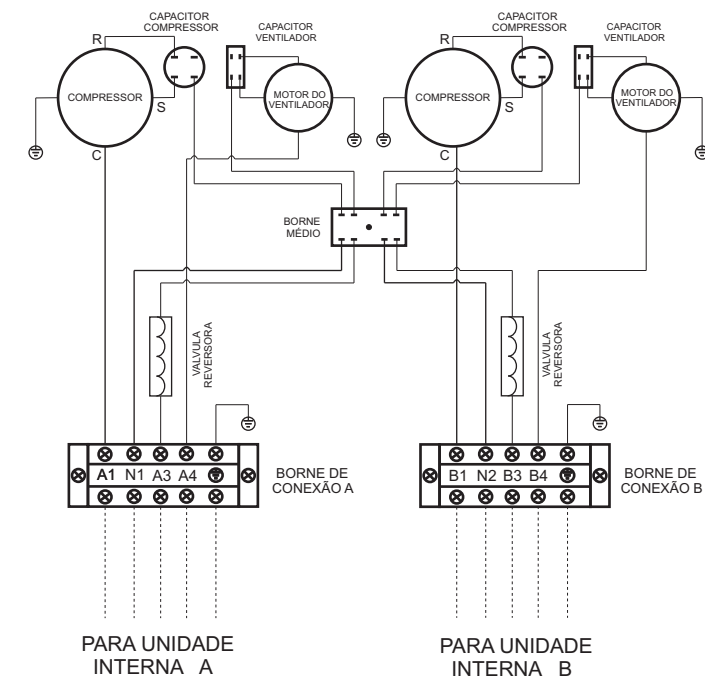 CAPACITOR
COMPRESSOR
CAPACITOR
VENTILADOR
R
COMPRESSOR
S
C
MOTOR DO
VENTILADOR
CAPACITOR
COMPRESSOR
CAPACITOR
VENTILADOR
R
COMPRESSOR
S
C
MOTOR DO
VENTILADOR
BORNE
MÉDIO
VALVULA
REVERSORA
VALVULA
REVERSORA
A1 N1 A3 A4
BORNE DE
CONEXÃO A
B1 N2 B3 B4
BORNE DE
CONEXÃO B
PARA UNIDADE
INTERNA A
PARA UNIDADE
INTERNA B